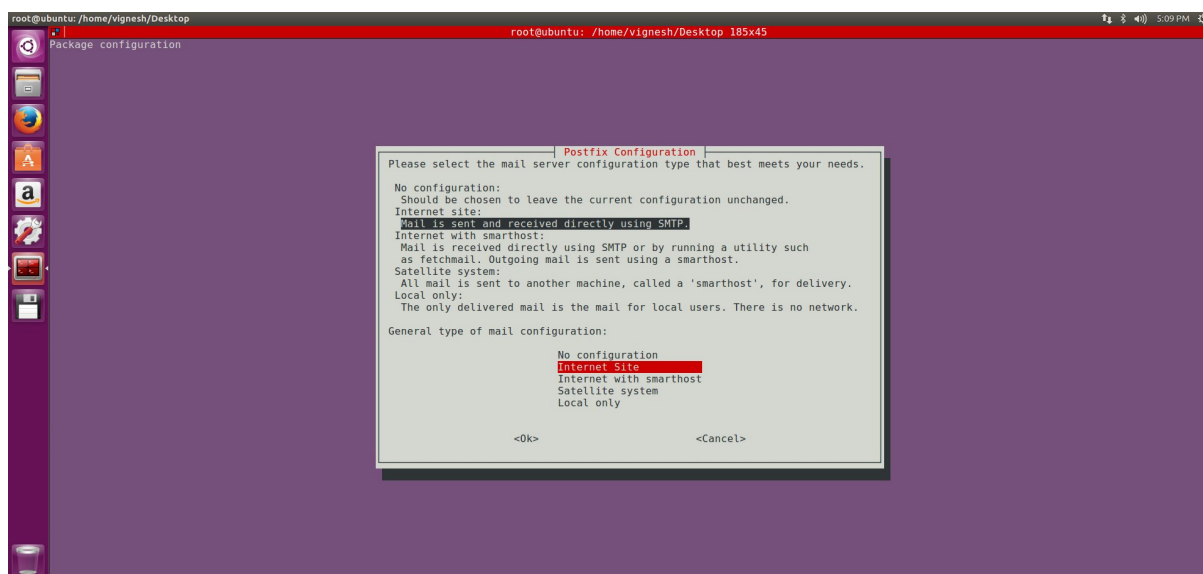 root@ubuntu: /home/vignesh/Desktop
5:09 PM
root@ubuntu: /home/vignesh/Desktop 185x45
Package configuration
Postfix Configuration
Please select the mail server configuration type that best meets your needs.
No configuration:
Should be chosen to leave the current configuration unchanged.
Internet site:
Mail is sent and received directly using SMTP.
Internet with smarthost:
Mail is received directly using SMTP or by running a utility such
as fetchmail. Outgoing mail is sent using a smarthost.
Satellite system:
All mail is sent to another machine, called a 'smarthost', for delivery.
Local only:
The only delivered mail is the mail for local users. There is no network.
General type of mail configuration:
No configuration
Internet Site
Internet with smarthost
Satellite system
Local only
<Ok> <Cancel>